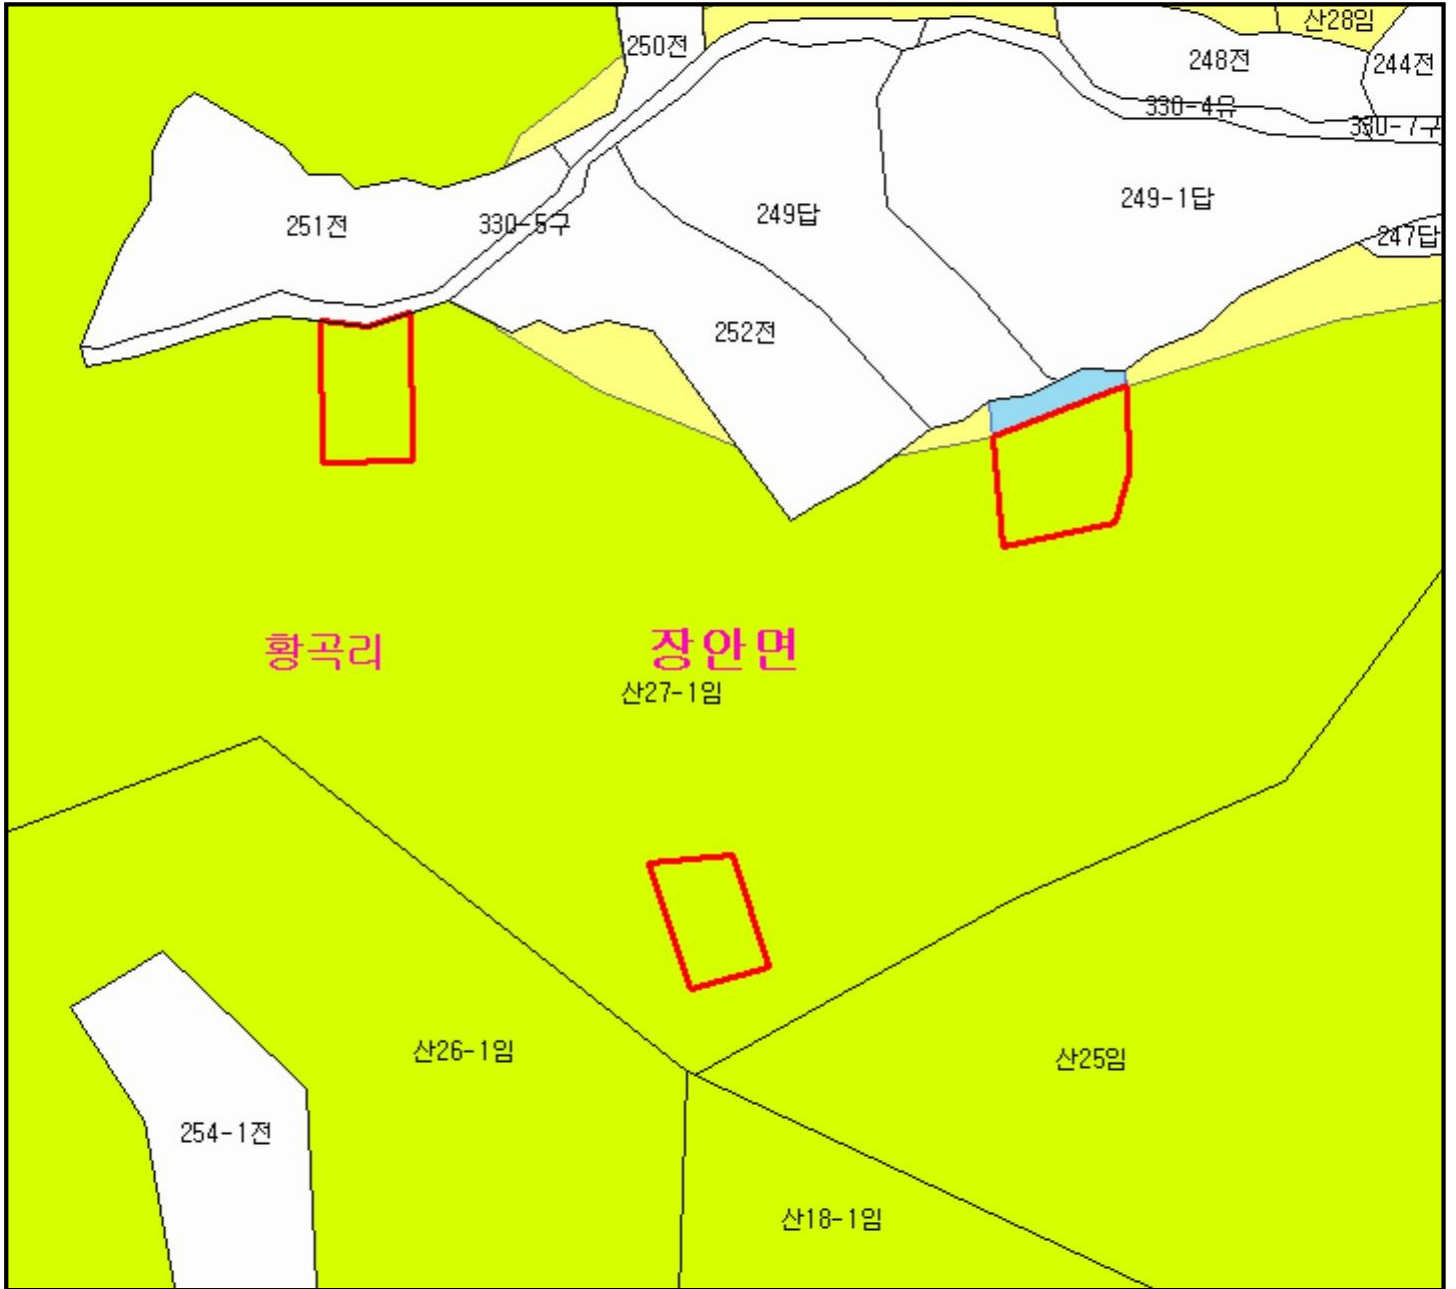 산28임
250전
248전
244전
330-4유
330-7구
251전
330-5구
249답
249-1답
247답
252전
황곡리
장안면
산27-1임
산26-1임
산25임
254-1전
산18-1임